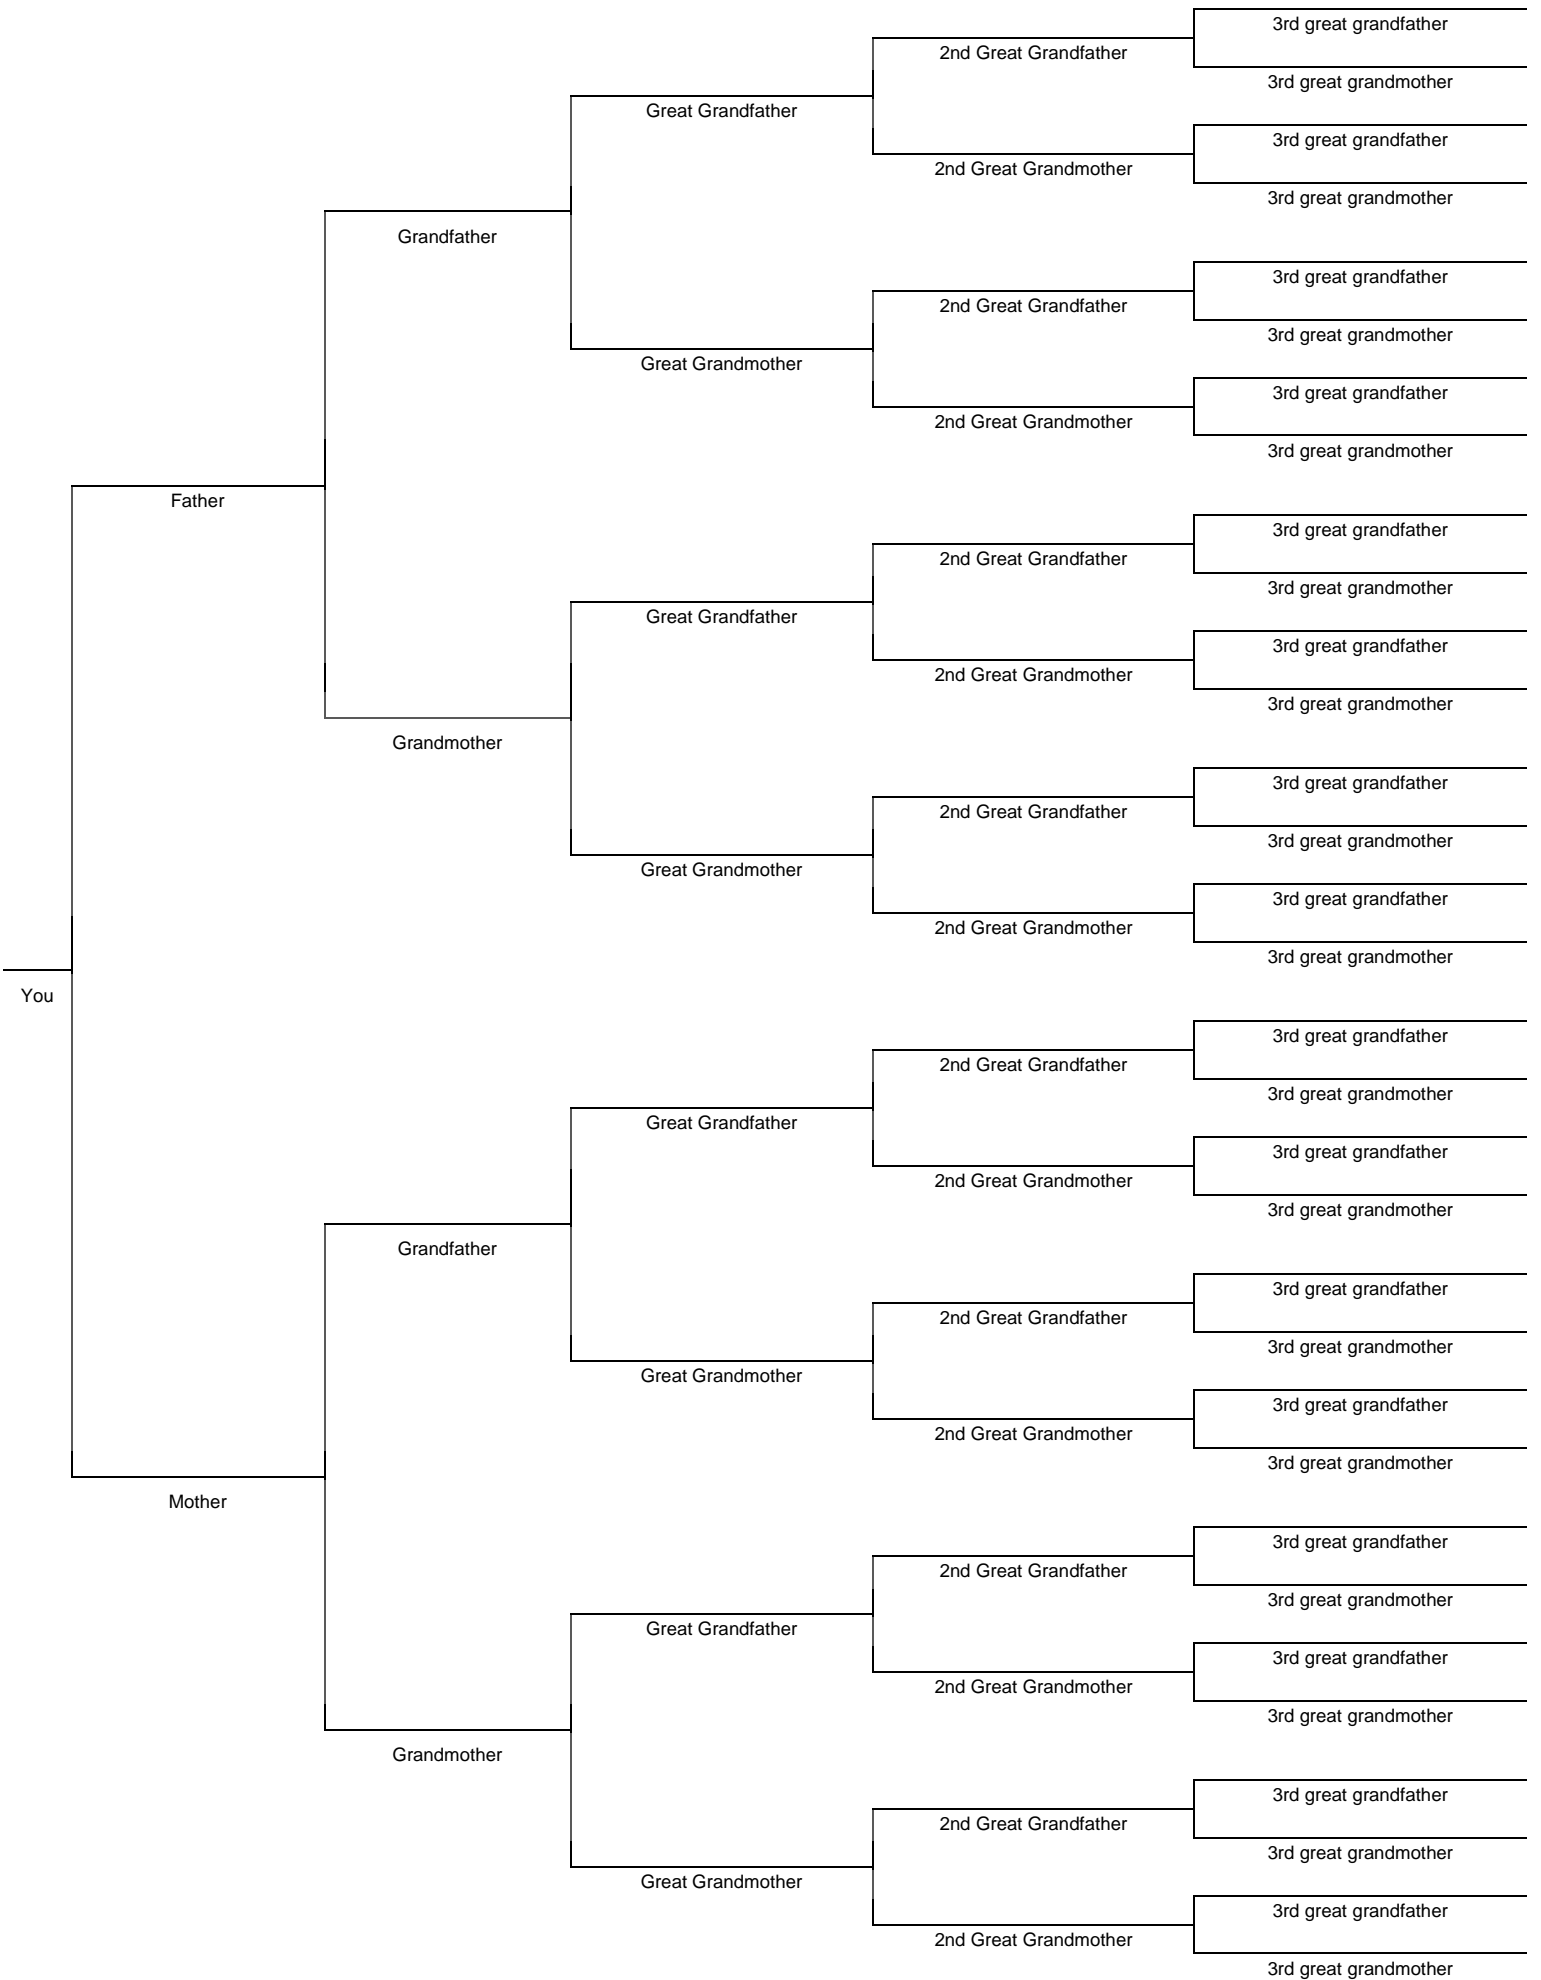 3rd great grandfather
2nd Great Grandfather
3rd great grandmother
Great Grandfather
3rd great grandfather
2nd Great Grandmother
3rd great grandmother
Grandfather
3rd great grandfather
2nd Great Grandfather
3rd great grandmother
Great Grandmother
3rd great grandfather
2nd Great Grandmother
3rd great grandmother
Father
3rd great grandfather
2nd Great Grandfather
3rd great grandmother
Great Grandfather
3rd great grandfather
2nd Great Grandmother
3rd great grandmother
Grandmother
3rd great grandfather
2nd Great Grandfather
3rd great grandmother
Great Grandmother
3rd great grandfather
2nd Great Grandmother
3rd great grandmother
You
3rd great grandfather
2nd Great Grandfather
3rd great grandmother
Great Grandfather
3rd great grandfather
2nd Great Grandmother
3rd great grandmother
Grandfather
3rd great grandfather
2nd Great Grandfather
3rd great grandmother
Great Grandmother
3rd great grandfather
2nd Great Grandmother
3rd great grandmother
Mother
3rd great grandfather
2nd Great Grandfather
3rd great grandmother
Great Grandfather
3rd great grandfather
2nd Great Grandmother
3rd great grandmother
Grandmother
3rd great grandfather
2nd Great Grandfather
3rd great grandmother
Great Grandmother
3rd great grandfather
2nd Great Grandmother
3rd great grandmother